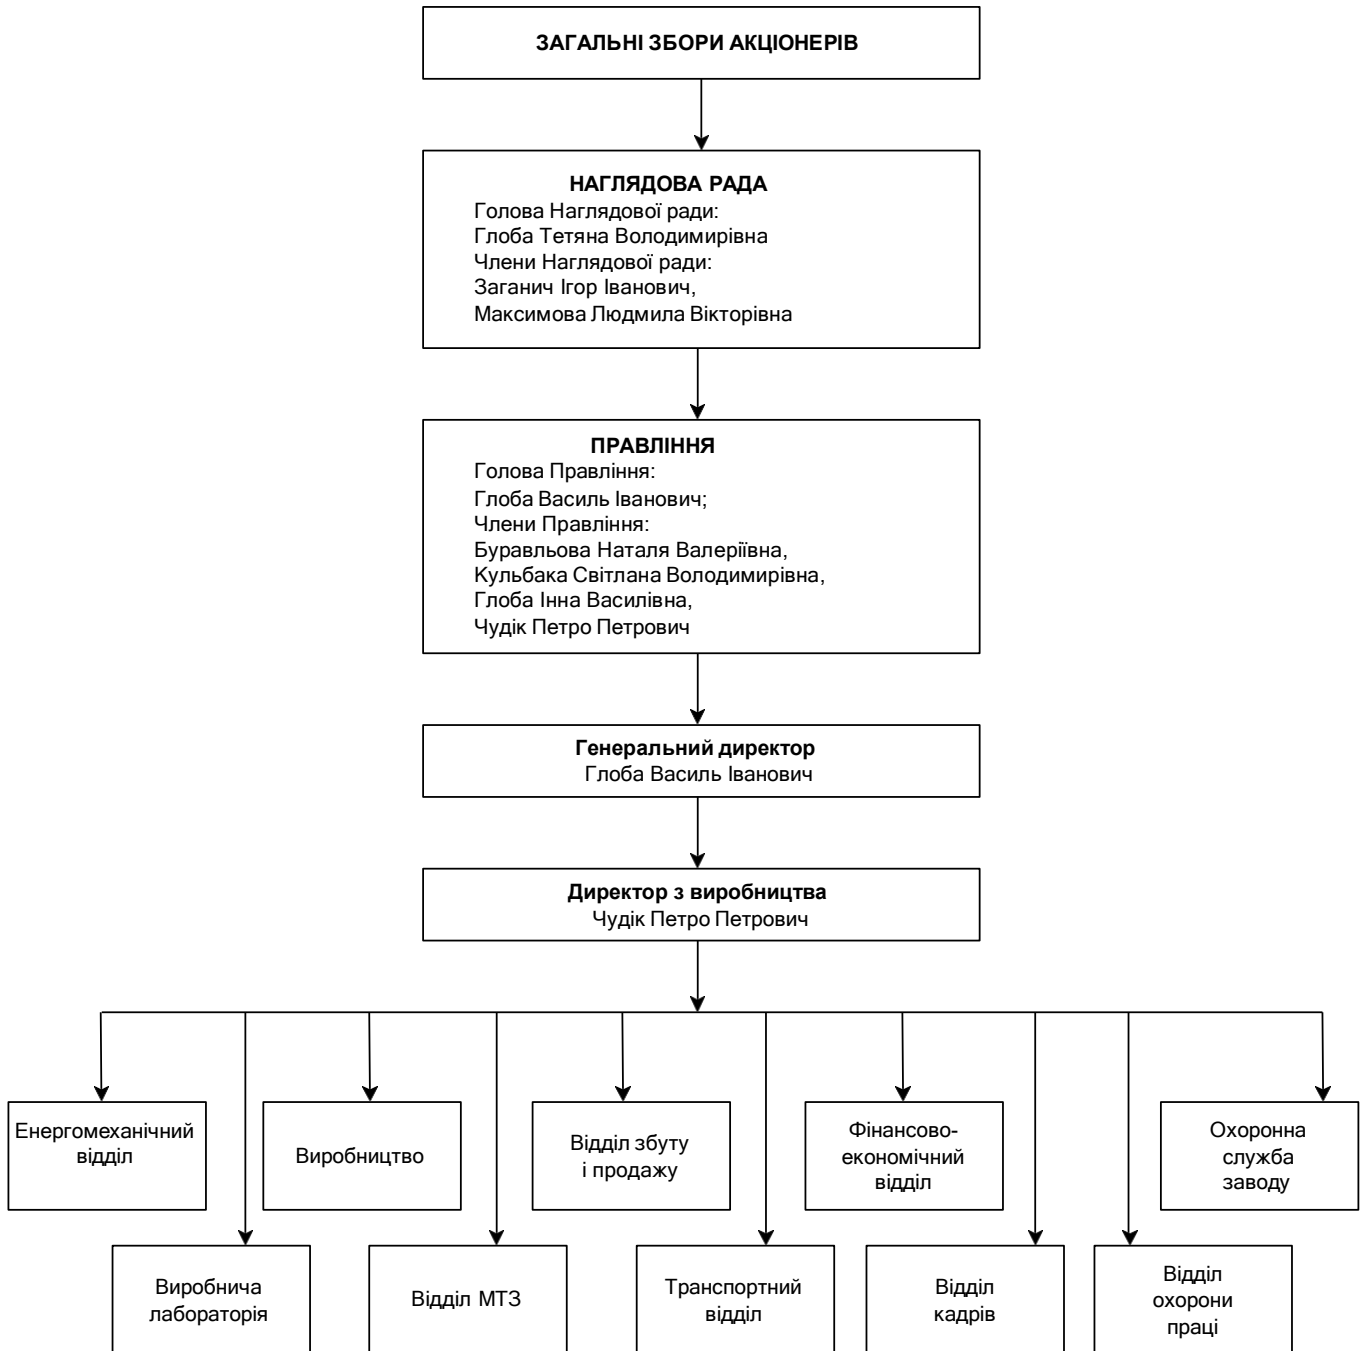 ЗАГАЛЬНІ ЗБОРИ АКЦІОНЕРІВ
НАГЛЯДОВА РАДА
Голова Наглядової ради:
Глоба Тетяна Володимирівна
Члени Наглядової ради:
Заганич Ігор Іванович,
Максимова Людмила Вікторівна
ПРАВЛІННЯ
Голова Правління:
Глоба Василь Іванович;
Члени Правління:
Буравльова Наталя Валеріївна,
Кульбака Світлана Володимирівна,
Глоба Інна Василівна,
Чудік Петро Петрович
Генеральний директор
Глоба Василь Іванович
Директор з виробництва
Чудік Петро Петрович
Енергомеханічний
відділ
Виробництво
Відділ збуту
і продажу
Фінансово-
економічний
відділ
Охоронна
служба
заводу
Виробнича
лабораторія
Відділ МТЗ
Транспортний
відділ
Відділ
кадрів
Відділ
охорони
праці